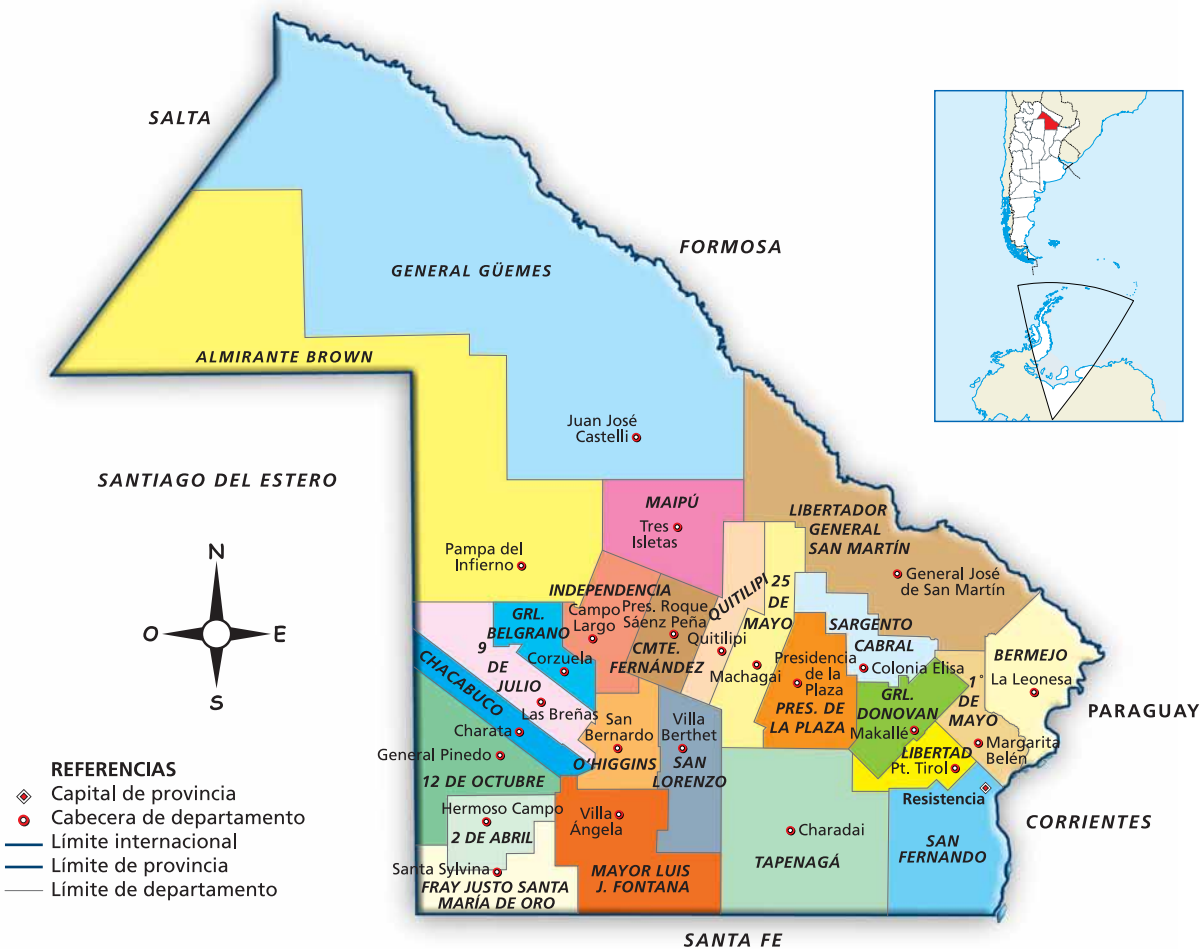 SALTA
FORMOSA
GENERAL GÜEMES
ALMIRANTE BROWN
Juan José
Castelli
SANTIAGO DEL ESTERO
MAIPÚ
Tres
Isletas
LIBERTADOR
GENERAL
SAN MARTÍN
General José
de San Martín
Pampa del
Infierno
N
O
E
S
INDEPENDENCIA
Campo
Largo
Pres. Roque
Sáenz Peña
CMTE.
FERNÁNDEZ
QUITILIPI
Quitilipi
25
DE
MAYO
Machagai
GRL.
BELGRANO
Corzuela
9
DE
JULIO
Las Breñas
CHACABUCO
Charata
SARGENTO
CABRAL
Colonia Elisa
Presidencia
de la
Plaza
PRES. DE
LA PLAZA
GRL.
DONOVAN
Makallé
1°
DE
MAYO
Margarita
Belén
BERMEJO
La Leonesa
PARAGUAY
General Pinedo
12 DE OCTUBRE
San
Bernardo
O'HIGGINS
Villa
Berthet
SAN
LORENZO
LIBERTAD
Pt. Tirol
Resistencia
SAN
FERNANDO
CORRIENTES
Hermoso Campo
2 DE ABRIL
Villa
Ángela
MAYOR LUIS
J. FONTANA
Charadai
TAPENAGÁ
Santa Sylvina
FRAY JUSTO SANTA
MARÍA DE ORO
SANTA FE
REFERENCIAS
Capital de provincia
Cabecera de departamento
Límite internacional
Límite de provincia
Límite de departamento